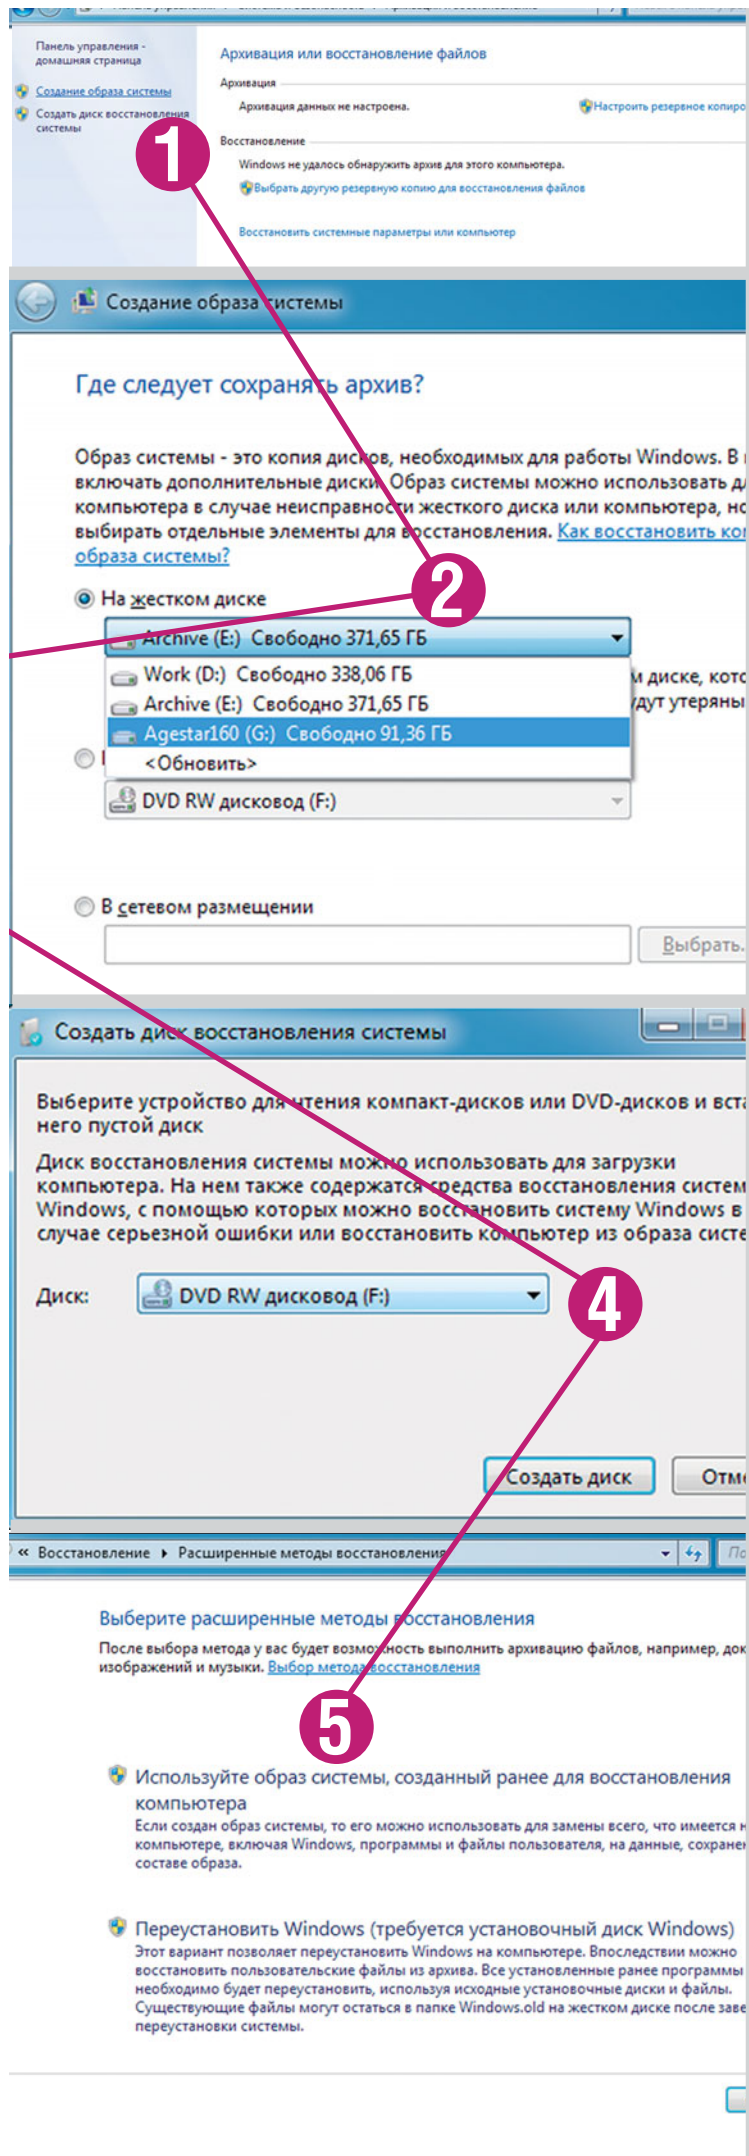 Панель управления -
домашняя страница
Создание образа системы
Создать диск восстановления
системы
Архивация или восстановление файлов
Архивация
Архивация данных не настроена.
Настроить резервное копиро
Восстановление
Windows не удалось обнаружить архив для этого компьютера.
Выбрать другую резервную копию для восстановления файлов
Восстановить системные параметры или компьютер
1
Создание образа системы
Где следует сохранять архив?
Образ системы - это копия дисков, необходимых для работы Windows. В
включать дополнительные диски. Образ системы можно использовать д
компьютера в случае неисправности жесткого диска или компьютера, но
выбирать отдельные элементы для восстановления. Как восстановить ко
образа системы?
2
На жестком диске
Archive (E:) Свободно 371,65 ГБ
Work (D:) Свободно 338,06 ГБ
м диске, кото
Archive (E:) Свободно 371,65 ГБ
удут утеряны
Agestar160 (G:) Свободно 91,36 ГБ
<Обновить>
DVD RW дисковод (F:)
В сетевом размещении
Выбрать.
Создать диск восстановления системы
Выберите устройство для чтения компакт-дисков или DVD-дисков и вста
него пустой диск
Диск восстановления системы можно использовать для загрузки
компьютера. На нем также содержатся средства восстановления систем
Windows, с помощью которых можно восстановить систему Windows в
случае серьезной ошибки или восстановить компьютер из образа систе
Диск: DVD RW дисковод (F:)
4
Создать диск
Отм
« Восстановление Расширенные методы восстановления
По
Выберите расширенные методы восстановления
После выбора метода у вас будет возможность выполнить архивацию файлов, например, док
изображений и музыки. Выбор метода восстановления
5
Используйте образ системы, созданный ранее для восстановления
компьютера
Если создан образ системы, то его можно использовать для замены всего, что имеется н
компьютере, включая Windows, программы и файлы пользователя, на данные, сохране
составе образа.
Переустановить Windows (требуется установочный диск Windows)
Этот вариант позволяет переустановить Windows на компьютере. Впоследствии можно
восстановить пользовательские файлы из архива. Все установленные ранее программы
необходимо будет переустановить, используя исходные установочные диски и файлы.
Существующие файлы могут остаться в папке Windows.old на жестком диске после заве
переустановки системы.